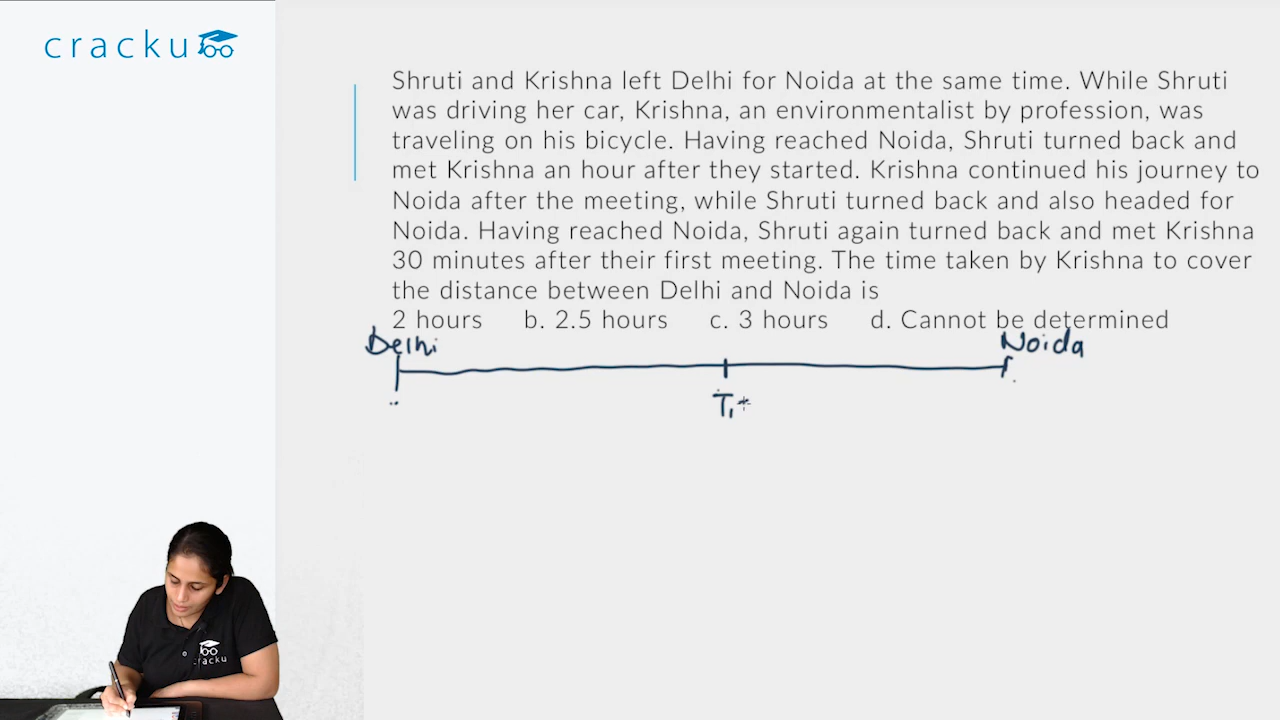 cracku
Shruti and Krishna left Delhi for Noida at the same time. While Shruti
was driving her car, Krishna, an environmentalist by profession, was
traveling on his bicycle. Having reached Noida, Shruti turned back and
met Krishna an hour after they started. Krishna continued his journey to
Noida after the meeting, while Shruti turned back and also headed for
Noida. Having reached Noida, Shruti again turned back and met Krishna
30 minutes after their first meeting. The time taken by Krishna to cover
the distance between Delhi and Noida is
2 hours b. 2.5 hours c. 3 hours d. Cannot be determined
Delhi Noida
T₁
cracku